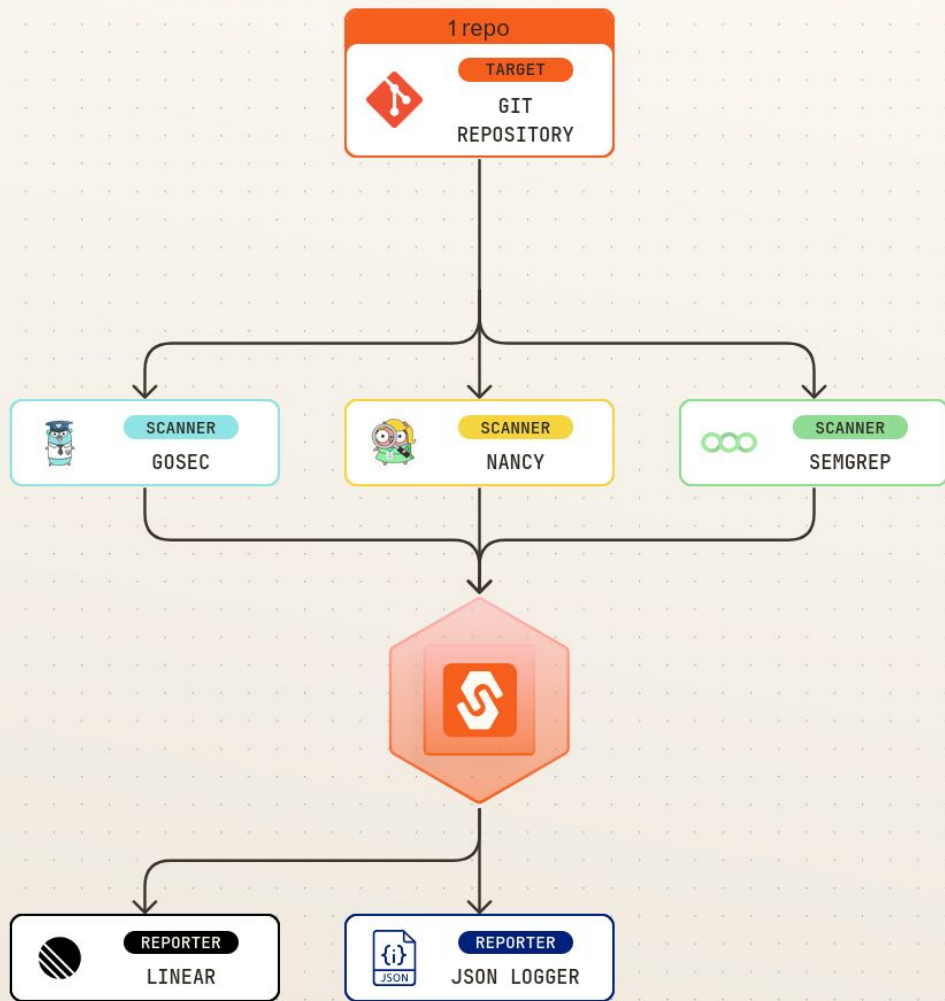 1 repo
TARGET
GIT
REPOSITORY
SCANNER
GOSEC
SCANNER
NANCY
SCANNER
SEMGREP
REPORTER
LINEAR
{i}
JSON
REPORTER
JSON LOGGER